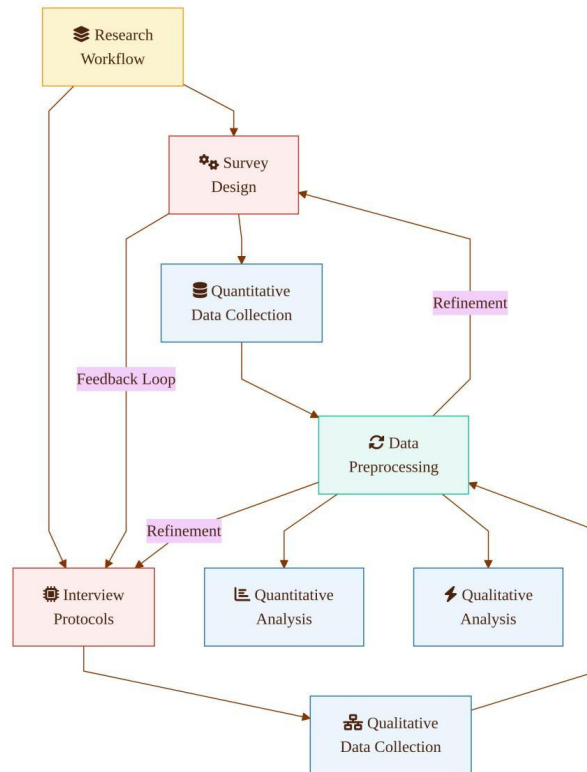 Research
Workflow
Survey
Design
Quantitative
Data Collection
Refinement
Feedback Loop
Data
Preprocessing
Refinement
Interview
Protocols
Quantitative
Analysis
Qualitative
Analysis
Qualitative
Data Collection